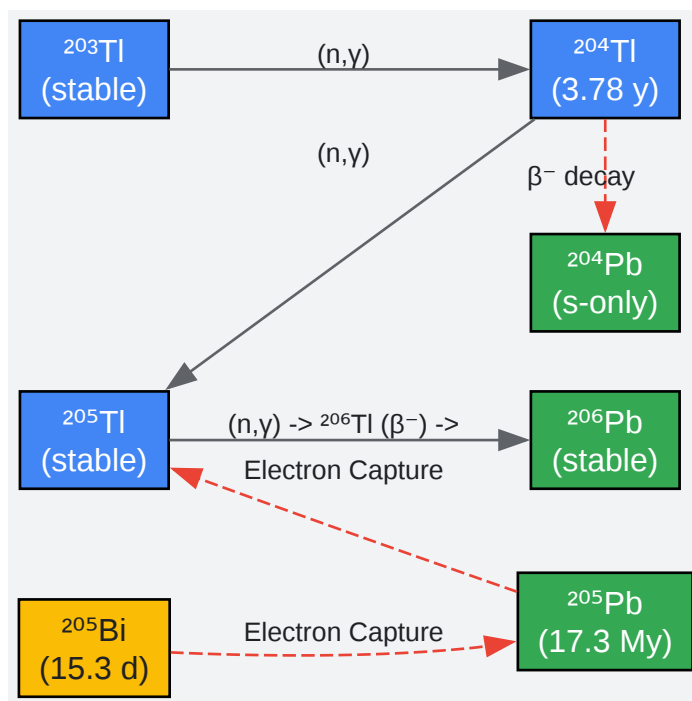 ²⁰³Tl
(stable)
(n,γ)
²⁰⁴Tl
(3.78 y)
(n,γ)
β⁻ decay
²⁰⁴Pb
(s-only)
²⁰⁵Tl
(stable)
(n,γ) -> ²⁰⁶Tl (β⁻) ->
²⁰⁶Pb
(stable)
Electron Capture
²⁰⁵Pb
(17.3 My)
²⁰⁵Bi
(15.3 d)
Electron Capture